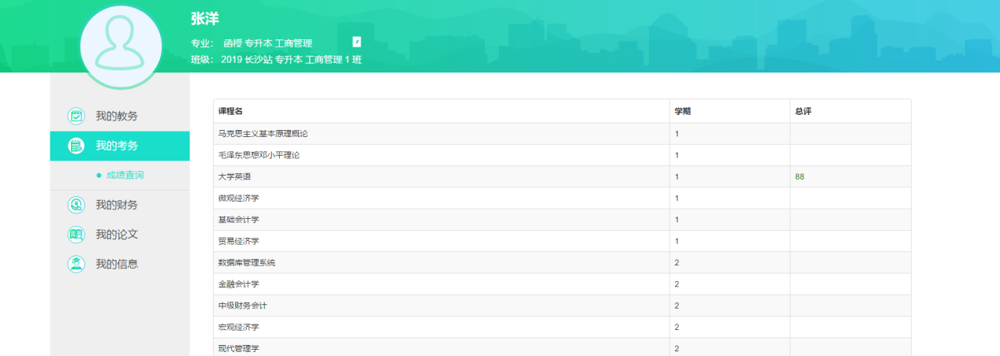 张洋
专业： 函授 专升本 工商管理
班级： 2019 长沙站 专升本 工商管理 1 班
我的教务
我的考务
成绩查询
我的财务
我的论文
我的信息
课程名 学期 总评
马克思主义基本原理概论 1
毛泽东思想邓小平理论 1
大学英语 1 88
微观经济学 1
基础会计学 1
贸易经济学 1
数据库管理系统 2
金融会计学 2
中级财务会计 2
宏观经济学 2
现代管理学 2